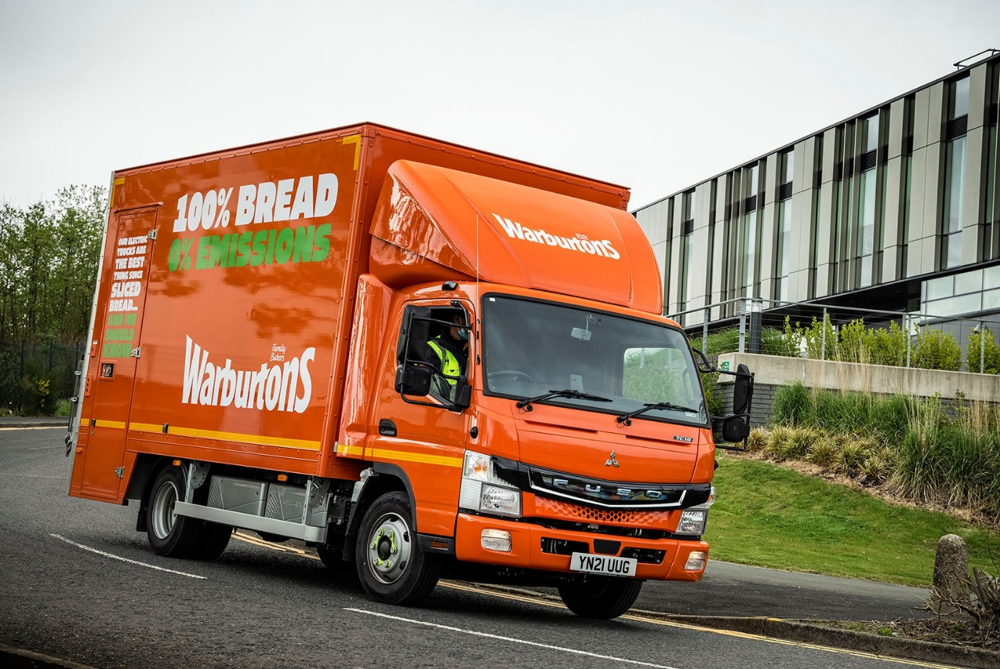 100% BREAD
0% EMISSIONS
OUR ELECTRIC
TRUCKS ARE
THE BEST
THING SINCE
SLICED
BREAD...
AND WE
SHOULD
KNOW
Family
Bakers
Warburtons
Warburtons
7C18
FUSO
YN21 UUG